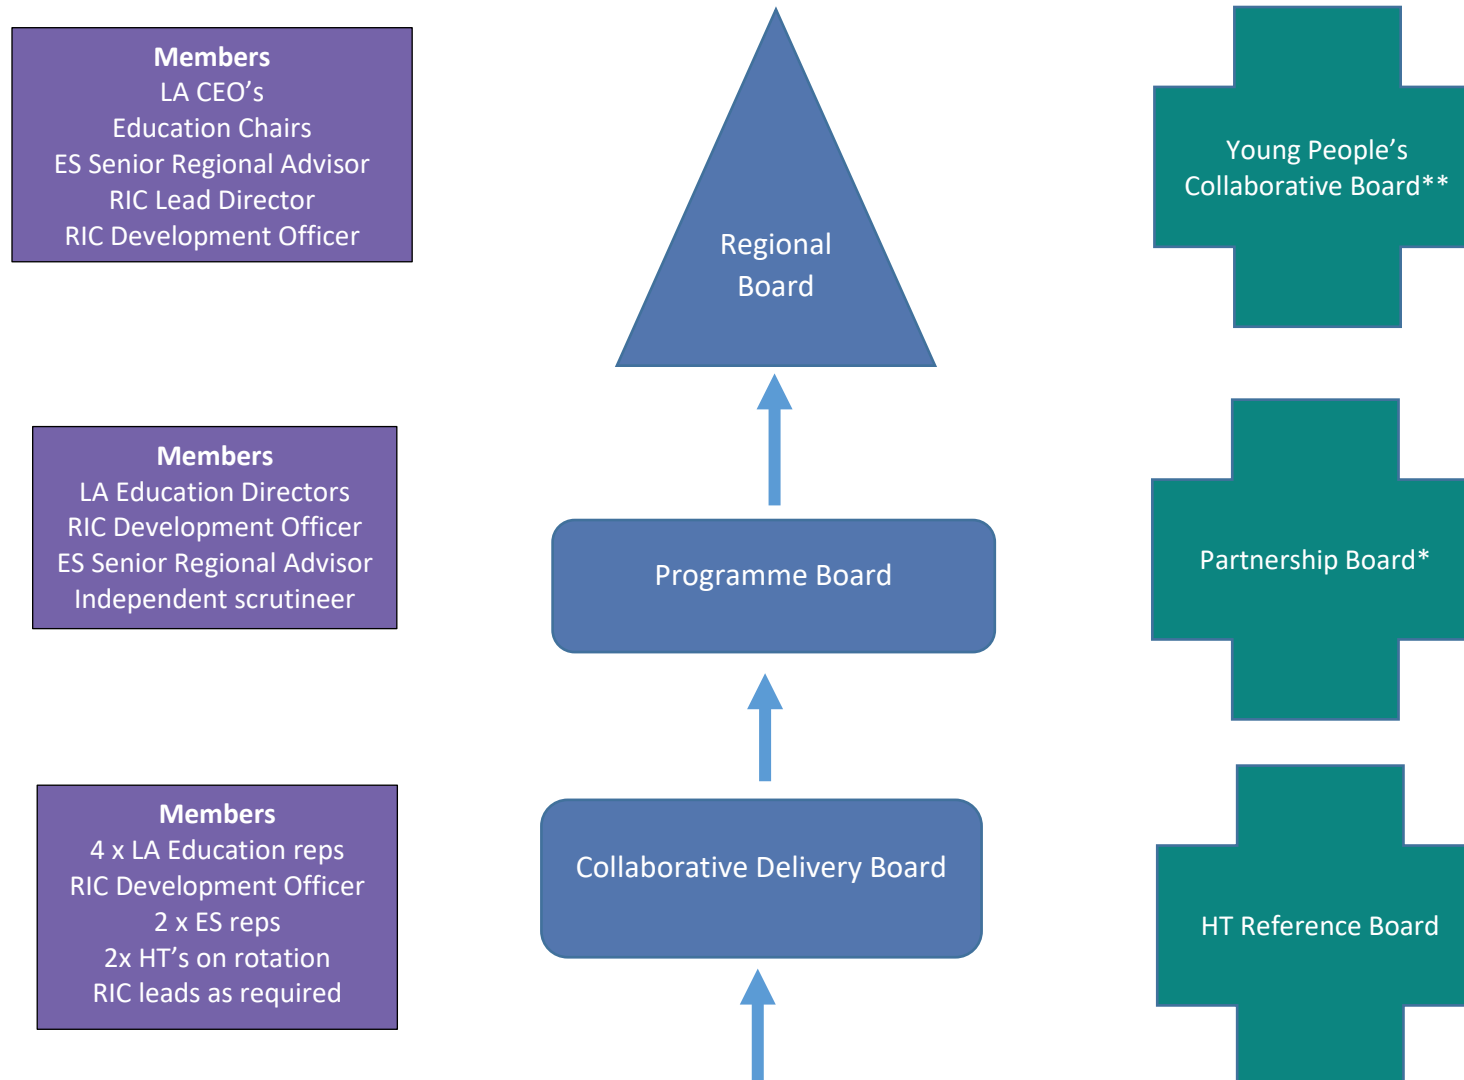 Members
LA CEO’s
Education Chairs
ES Senior Regional Advisor
RIC Lead Director
RIC Development Officer
Regional
Board
Young People’s
Collaborative Board**
Members
LA Education Directors
RIC Development Officer
ES Senior Regional Advisor
Independent scrutineer
Programme Board
Partnership Board*
Members
4 x LA Education reps
RIC Development Officer
2 x ES reps
2x HT’s on rotation
RIC leads as required
Collaborative Delivery Board
HT Reference Board